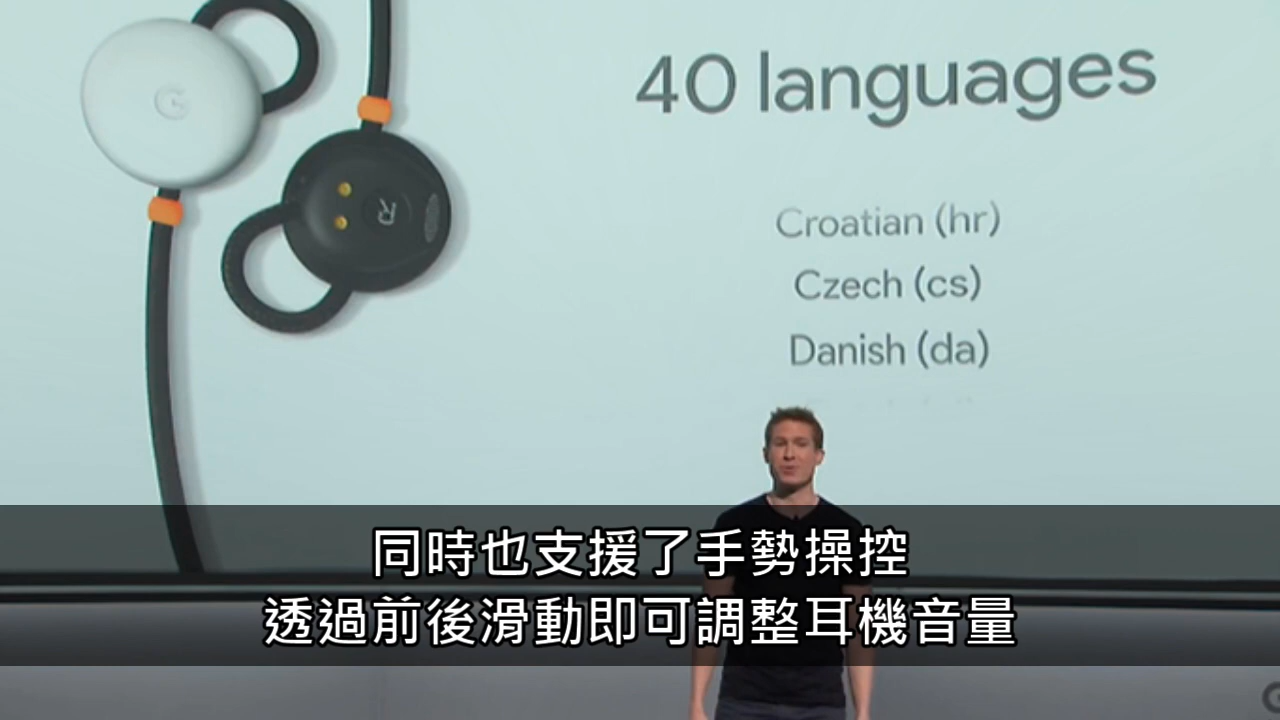 40 languages
Croatian (hr)
Czech (cs)
Danish (da)
G
R
同時也支援了手勢操控
透過前後滑動即可調整耳機音量
G